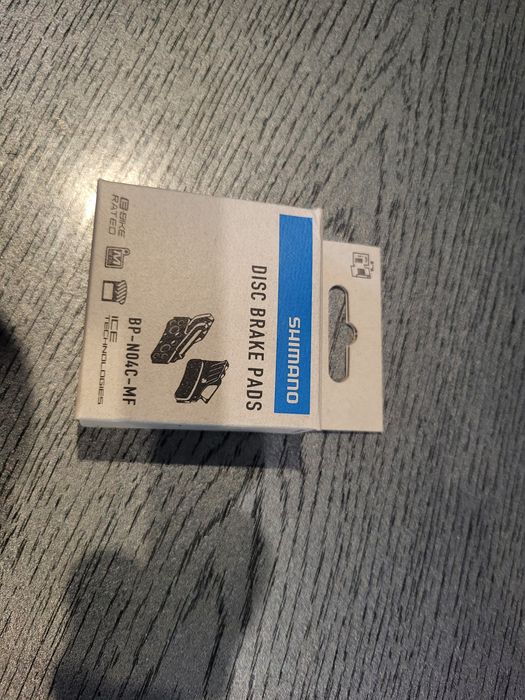 SHIMANO
DISC BRAKE PADS
BP-N04C-MF
E-BIKE
RATED
M
ICE
TECHNOLOGIES